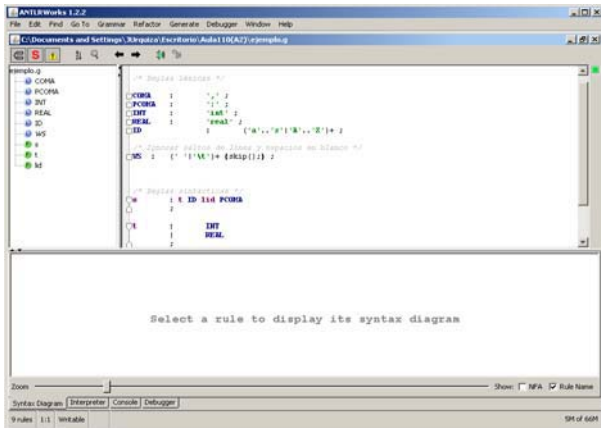 ANTLRWorks 1.2.2
File Edit Find Go To Grammar Refactor Generate Debugger Window Help
C:\Documents and Settings\JUrquiza\Escritorio\Aula110(A2)\ejemplo.g
ejemplo.g
COMA
PCOMA
INT
REAL
ID
WS
s
t
lid
/* Reglas léxicas */
COMA : ',' ;
PCOMA : ';' ;
INT : 'int' ;
REAL : 'real' ;
ID : ('a'..'z'|'A'..'Z')+ ;
/* Ignorar saltos de línea y espacios en blanco */
WS : (' '|'\t')+ {skip();} ;
/* Reglas sintácticas */
s : t ID lid PCOMA
;
t : INT
| REAL
;
Select a rule to display its syntax diagram
Zoom Show: NFA Rule Name
Syntax Diagram Interpreter Console Debugger
9 rules 1:1 Writable 5M of 66M